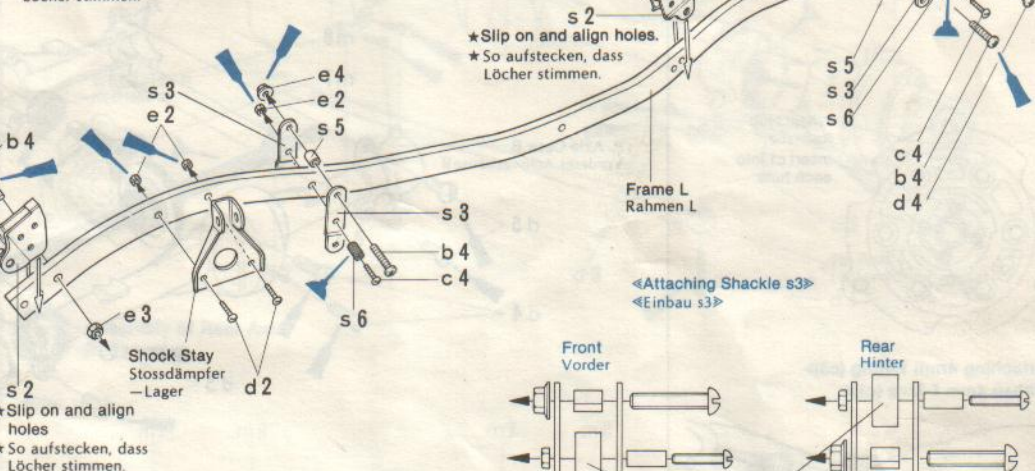 s 2
★Slip on and align holes.
★So aufstecken, dass
Löcher stimmen.
s 5
s 3
s 6
e 4
e 2
s 5
s 3
e 2
b 4
c 4
b 4
d 4
Frame L
Rahmen L
s 3
b 4
c 4
s 6
e 3
Shock Stay
Stossdämpfer
—Lager
d 2
s 2
★Slip on and align
holes
★So aufstecken, dass
Löcher stimmen.
≪Attaching Shackle s3≫
≪Einbau s3≫
Front
Vorder
Rear
Hinter